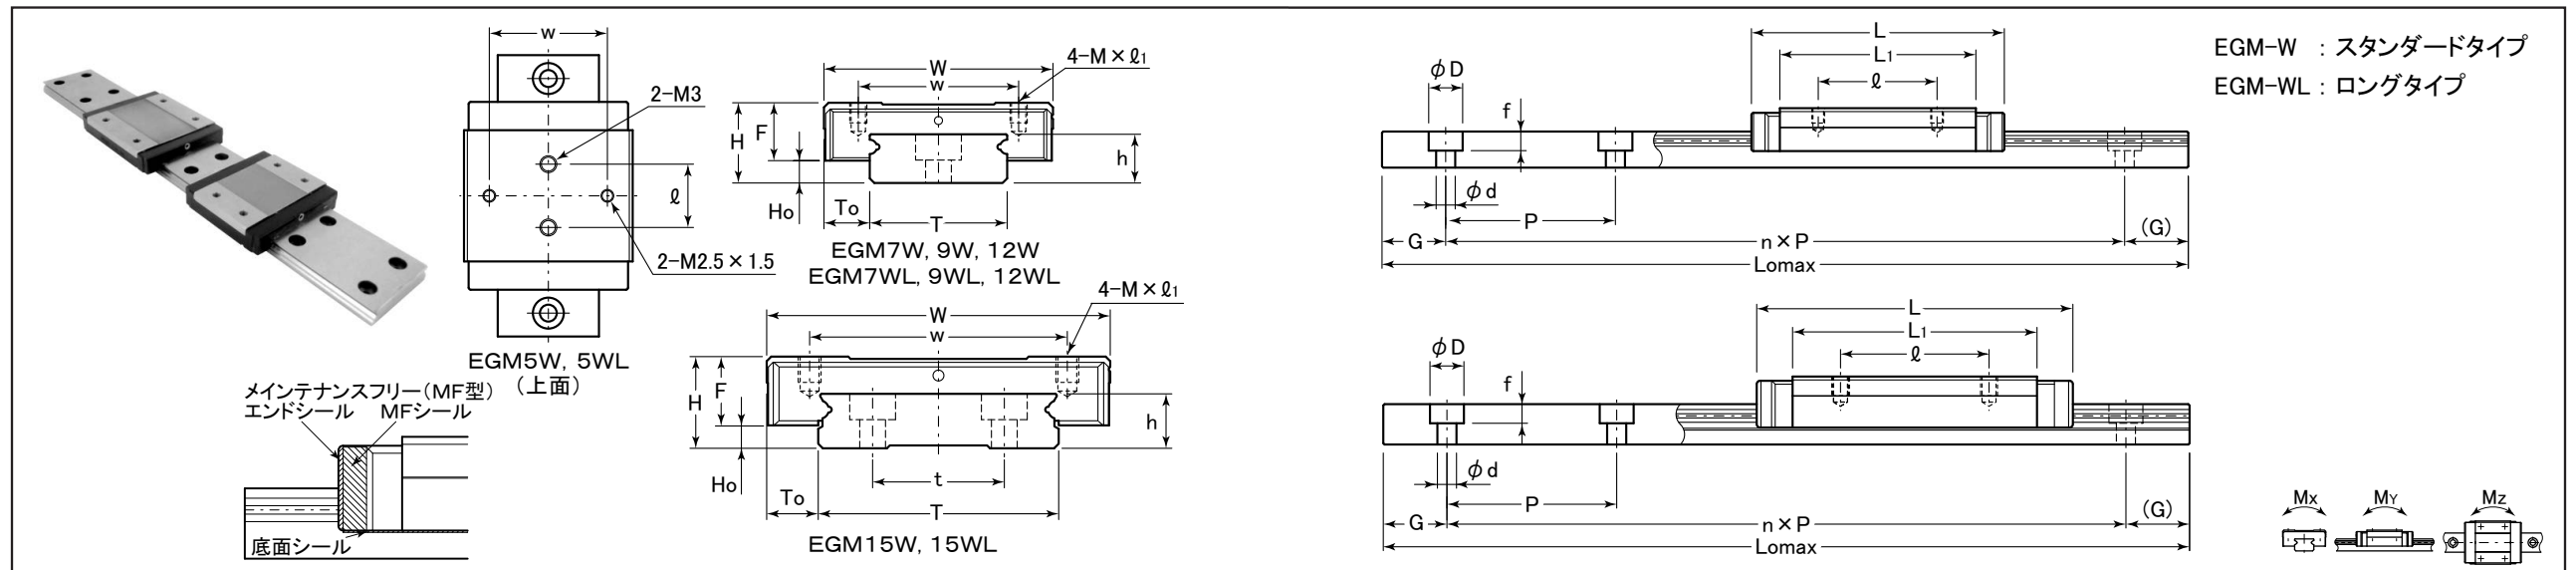 w
2-M3
ℓ
2-M2.5×1.5
EGM5W, 5WL
(上面)
メインテナンスフリー(MF型)
エンドシール MFシール
底面シール
W
w
4-M×ℓ1
H
F
h
Ho
To
T
EGM7W, 9W, 12W
EGM7WL, 9WL, 12WL
W
w
4-M×ℓ1
H
F
h
Ho
t
To
T
EGM15W, 15WL
L
L1
ℓ
φD
f
φd
P
G
n×P
(G)
Lomax
L
L1
ℓ
φD
f
φd
P
G
n×P
(G)
Lomax
EGM-W : スタンダードタイプ
EGM-WL : ロングタイプ
Mx MY Mz